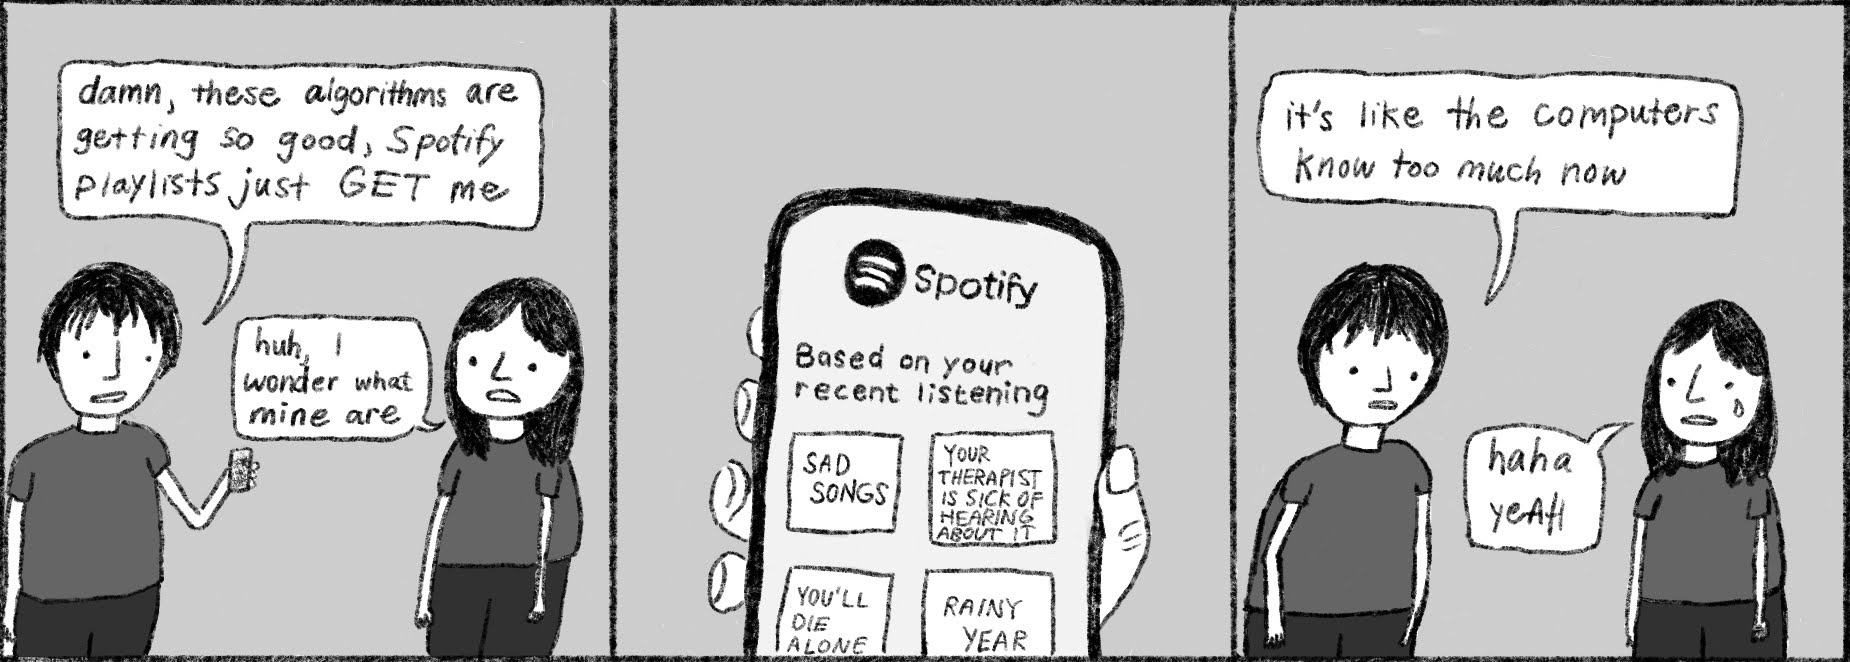 damn, these algorithms are
getting so good, Spotify
playlists just GET me
huh, I
wonder what
mine are
Spotify
Based on your
recent listening
SAD
SONGS
YOUR
THERAPIST
IS SICK OF
HEARING
ABOUT IT
YOU'LL
DIE
ALONE
RAINY
YEAR
it's like the computers
know too much now
haha
yeah